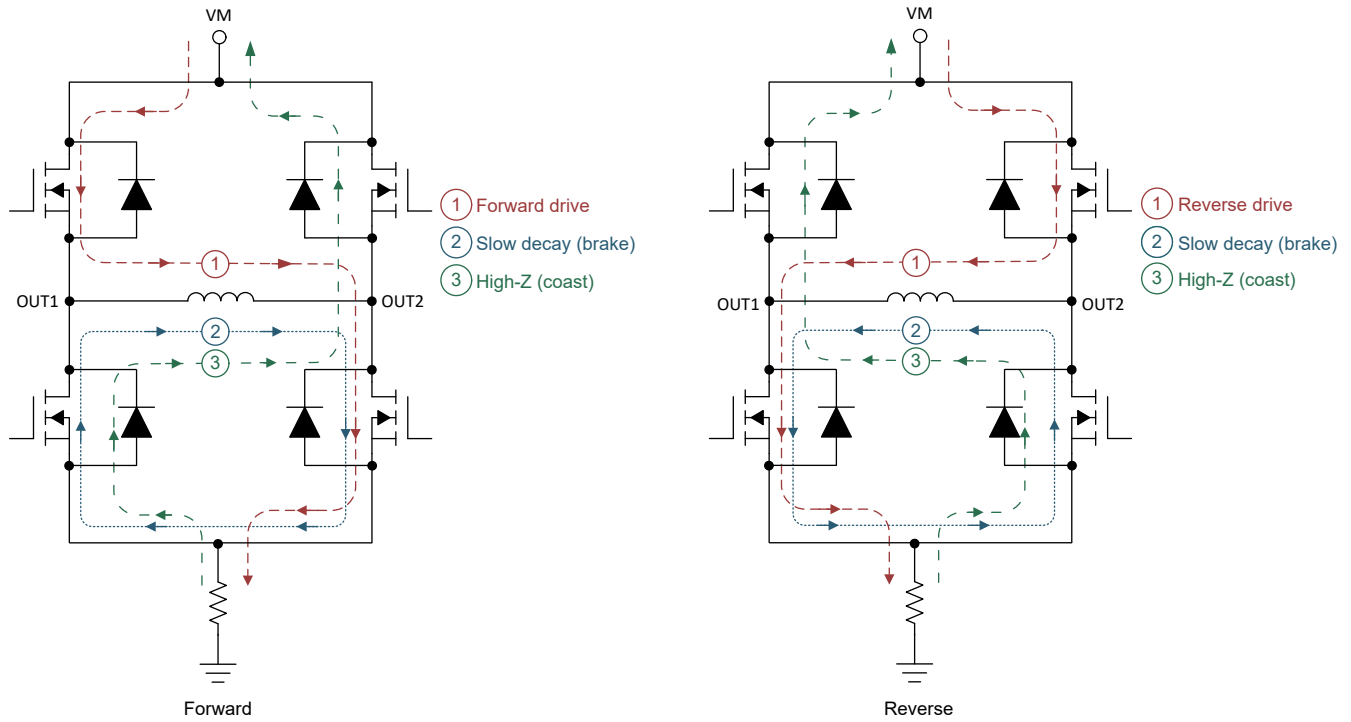 VM
1 Forward drive
2 Slow decay (brake)
3 High-Z (coast)
1
OUT1
OUT2
2
3
Forward
VM
1 Reverse drive
2 Slow decay (brake)
3 High-Z (coast)
1
OUT1
OUT2
2
3
Reverse